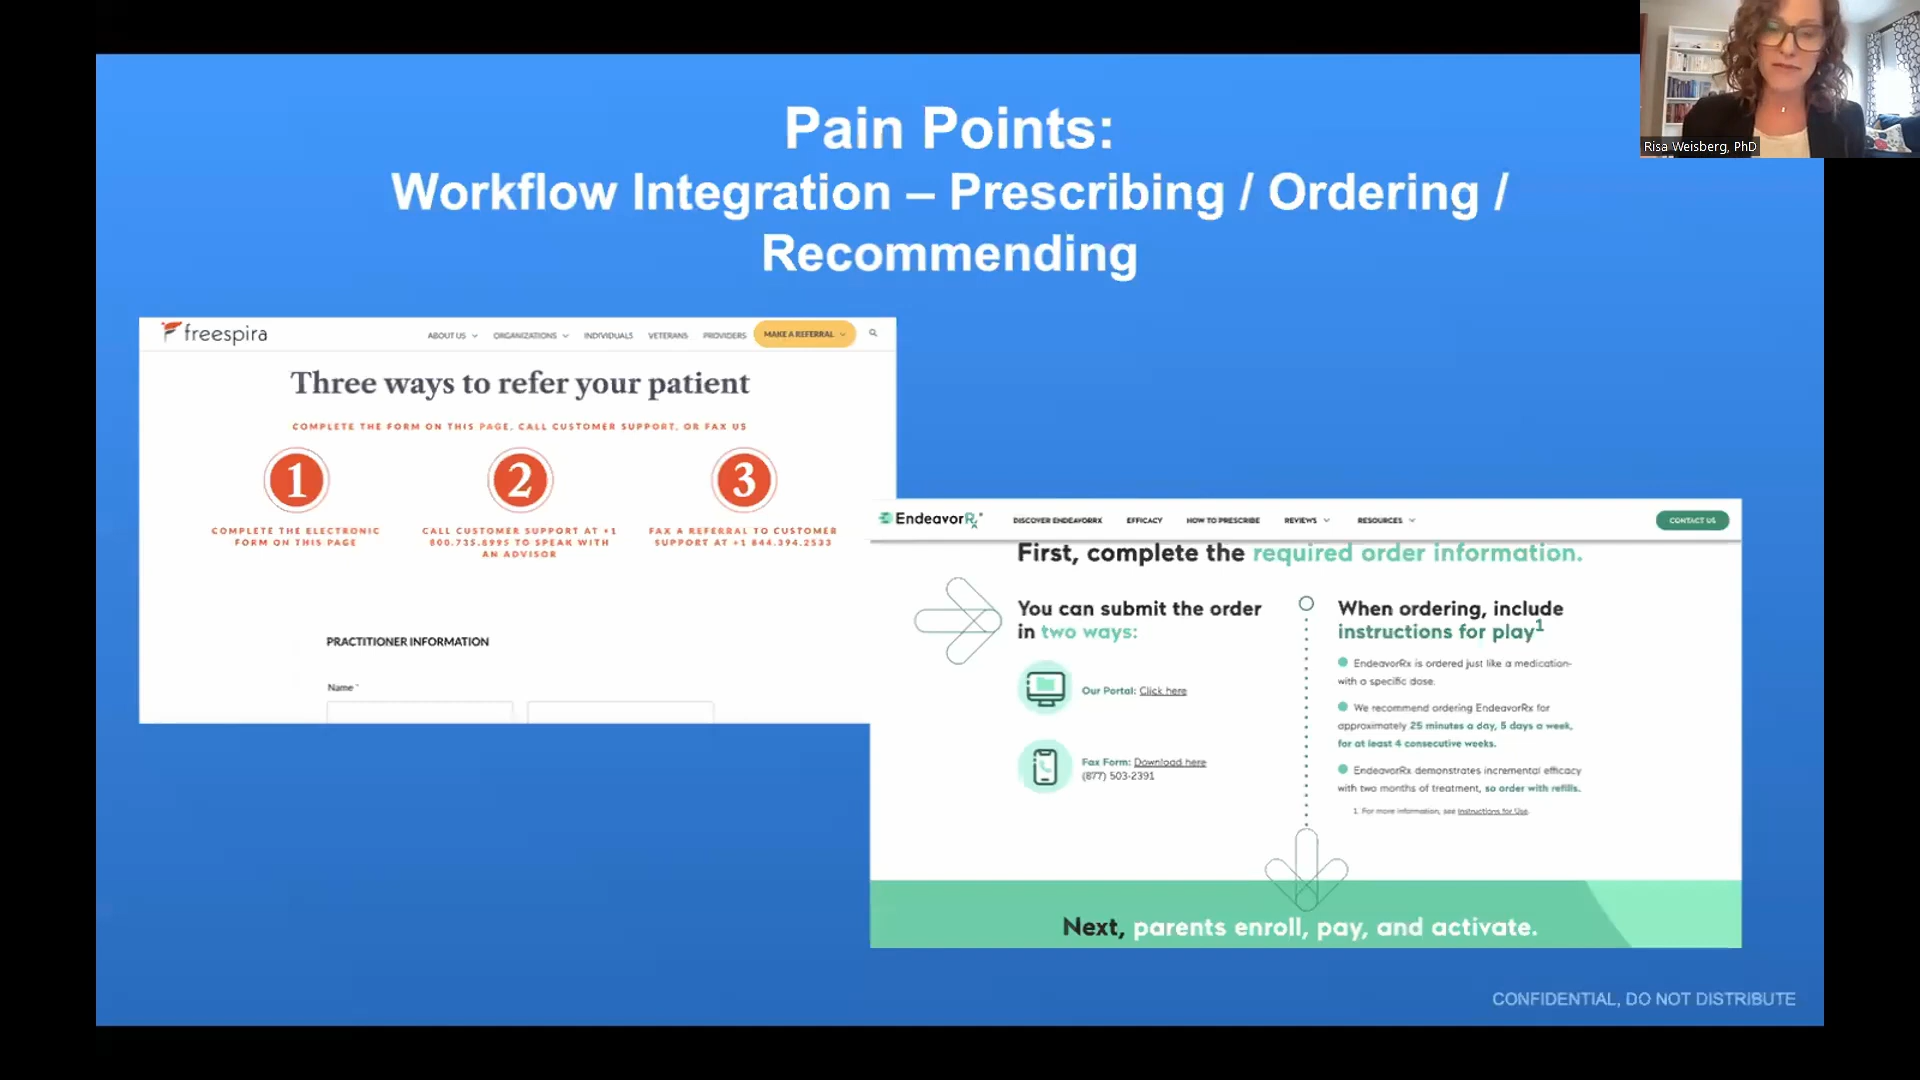 Pain Points:
Workflow Integration – Prescribing / Ordering /
Recommending
Risa Weisberg, PhD
freespira
ABOUT US
ORGANIZATIONS
INDIVIDUALS
VETERANS
PROVIDERS
MAKE A REFERRAL
Three ways to refer your patient
COMPLETE THE FORM ON THIS PAGE, CALL CUSTOMER SUPPORT, OR FAX US
1
COMPLETE THE ELECTRONIC
FORM ON THIS PAGE
2
CALL CUSTOMER SUPPORT AT +1
800.735.8995 TO SPEAK WITH
AN ADVISOR
3
FAX A REFERRAL TO CUSTOMER
SUPPORT AT +1 844.394.2533
PRACTITIONER INFORMATION
Name *
EndeavorRx®
DISCOVER ENDEAVORRX
EFFICACY
HOW TO PRESCRIBE
REVIEWS
RESOURCES
CONTACT US
First, complete the required order information.
You can submit the order
in two ways:
Our Portal: Click here
Fax Form: Download here
(877) 503-2391
When ordering, include
instructions for play1
EndeavorRx is ordered just like a medication-
with a specific dose.
We recommend ordering EndeavorRx for
approximately 25 minutes a day, 5 days a week,
for at least 4 consecutive weeks.
EndeavorRx demonstrates incremental efficacy
with two months of treatment, so order with refills.
1. For more information, see Instructions for Use.
Next, parents enroll, pay, and activate.
CONFIDENTIAL, DO NOT DISTRIBUTE